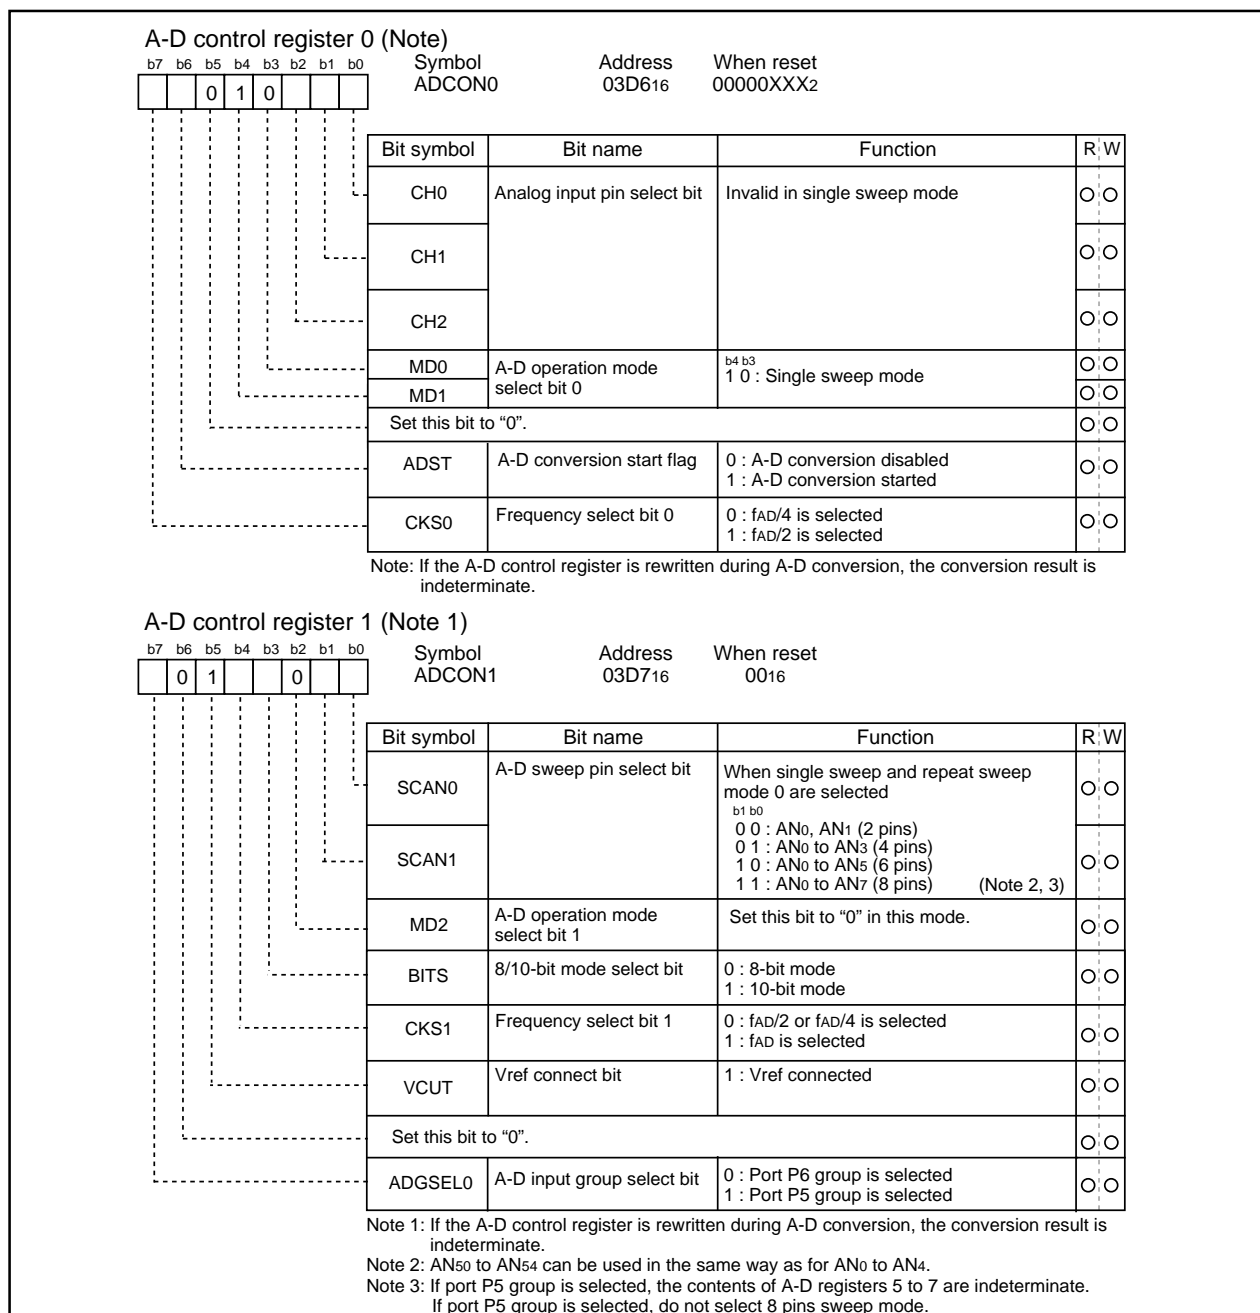 A-D control register 0 (Note)
b7 b6 b5 b4 b3 b2 b1 b0
Symbol Address When reset
ADCON0 03D616 00000XXX2
0 1 0
Bit symbol Bit name Function R W
CH0 Analog input pin select bit Invalid in single sweep mode
CH1
CH2
MD0 A-D operation mode select bit 0 b4 b3
1 0 : Single sweep mode
MD1
Set this bit to “0”.
ADST A-D conversion start flag 0 : A-D conversion disabled
1 : A-D conversion started
CKS0 Frequency select bit 0 0 : fAD/4 is selected
1 : fAD/2 is selected
Note: If the A-D control register is rewritten during A-D conversion, the conversion result is
indeterminate.
A-D control register 1 (Note 1)
b7 b6 b5 b4 b3 b2 b1 b0
Symbol Address When reset
ADCON1 03D716 0016
0 1 0
Bit symbol Bit name Function R W
SCAN0 A-D sweep pin select bit When single sweep and repeat sweep
mode 0 are selected
b1 b0
0 0 : AN0, AN1 (2 pins)
0 1 : AN0 to AN3 (4 pins)
SCAN1 1 0 : AN0 to AN5 (6 pins)
1 1 : AN0 to AN7 (8 pins) (Note 2, 3)
MD2 A-D operation mode
select bit 1 Set this bit to “0” in this mode.
BITS 8/10-bit mode select bit 0 : 8-bit mode
1 : 10-bit mode
CKS1 Frequency select bit 1 0 : fAD/2 or fAD/4 is selected
1 : fAD is selected
VCUT Vref connect bit 1 : Vref connected
Set this bit to “0”.
ADGSEL0 A-D input group select bit 0 : Port P6 group is selected
1 : Port P5 group is selected
Note 1: If the A-D control register is rewritten during A-D conversion, the conversion result is
indeterminate.
Note 2: AN50 to AN54 can be used in the same way as for AN0 to AN4.
Note 3: If port P5 group is selected, the contents of A-D registers 5 to 7 are indeterminate.
If port P5 group is selected, do not select 8 pins sweep mode.